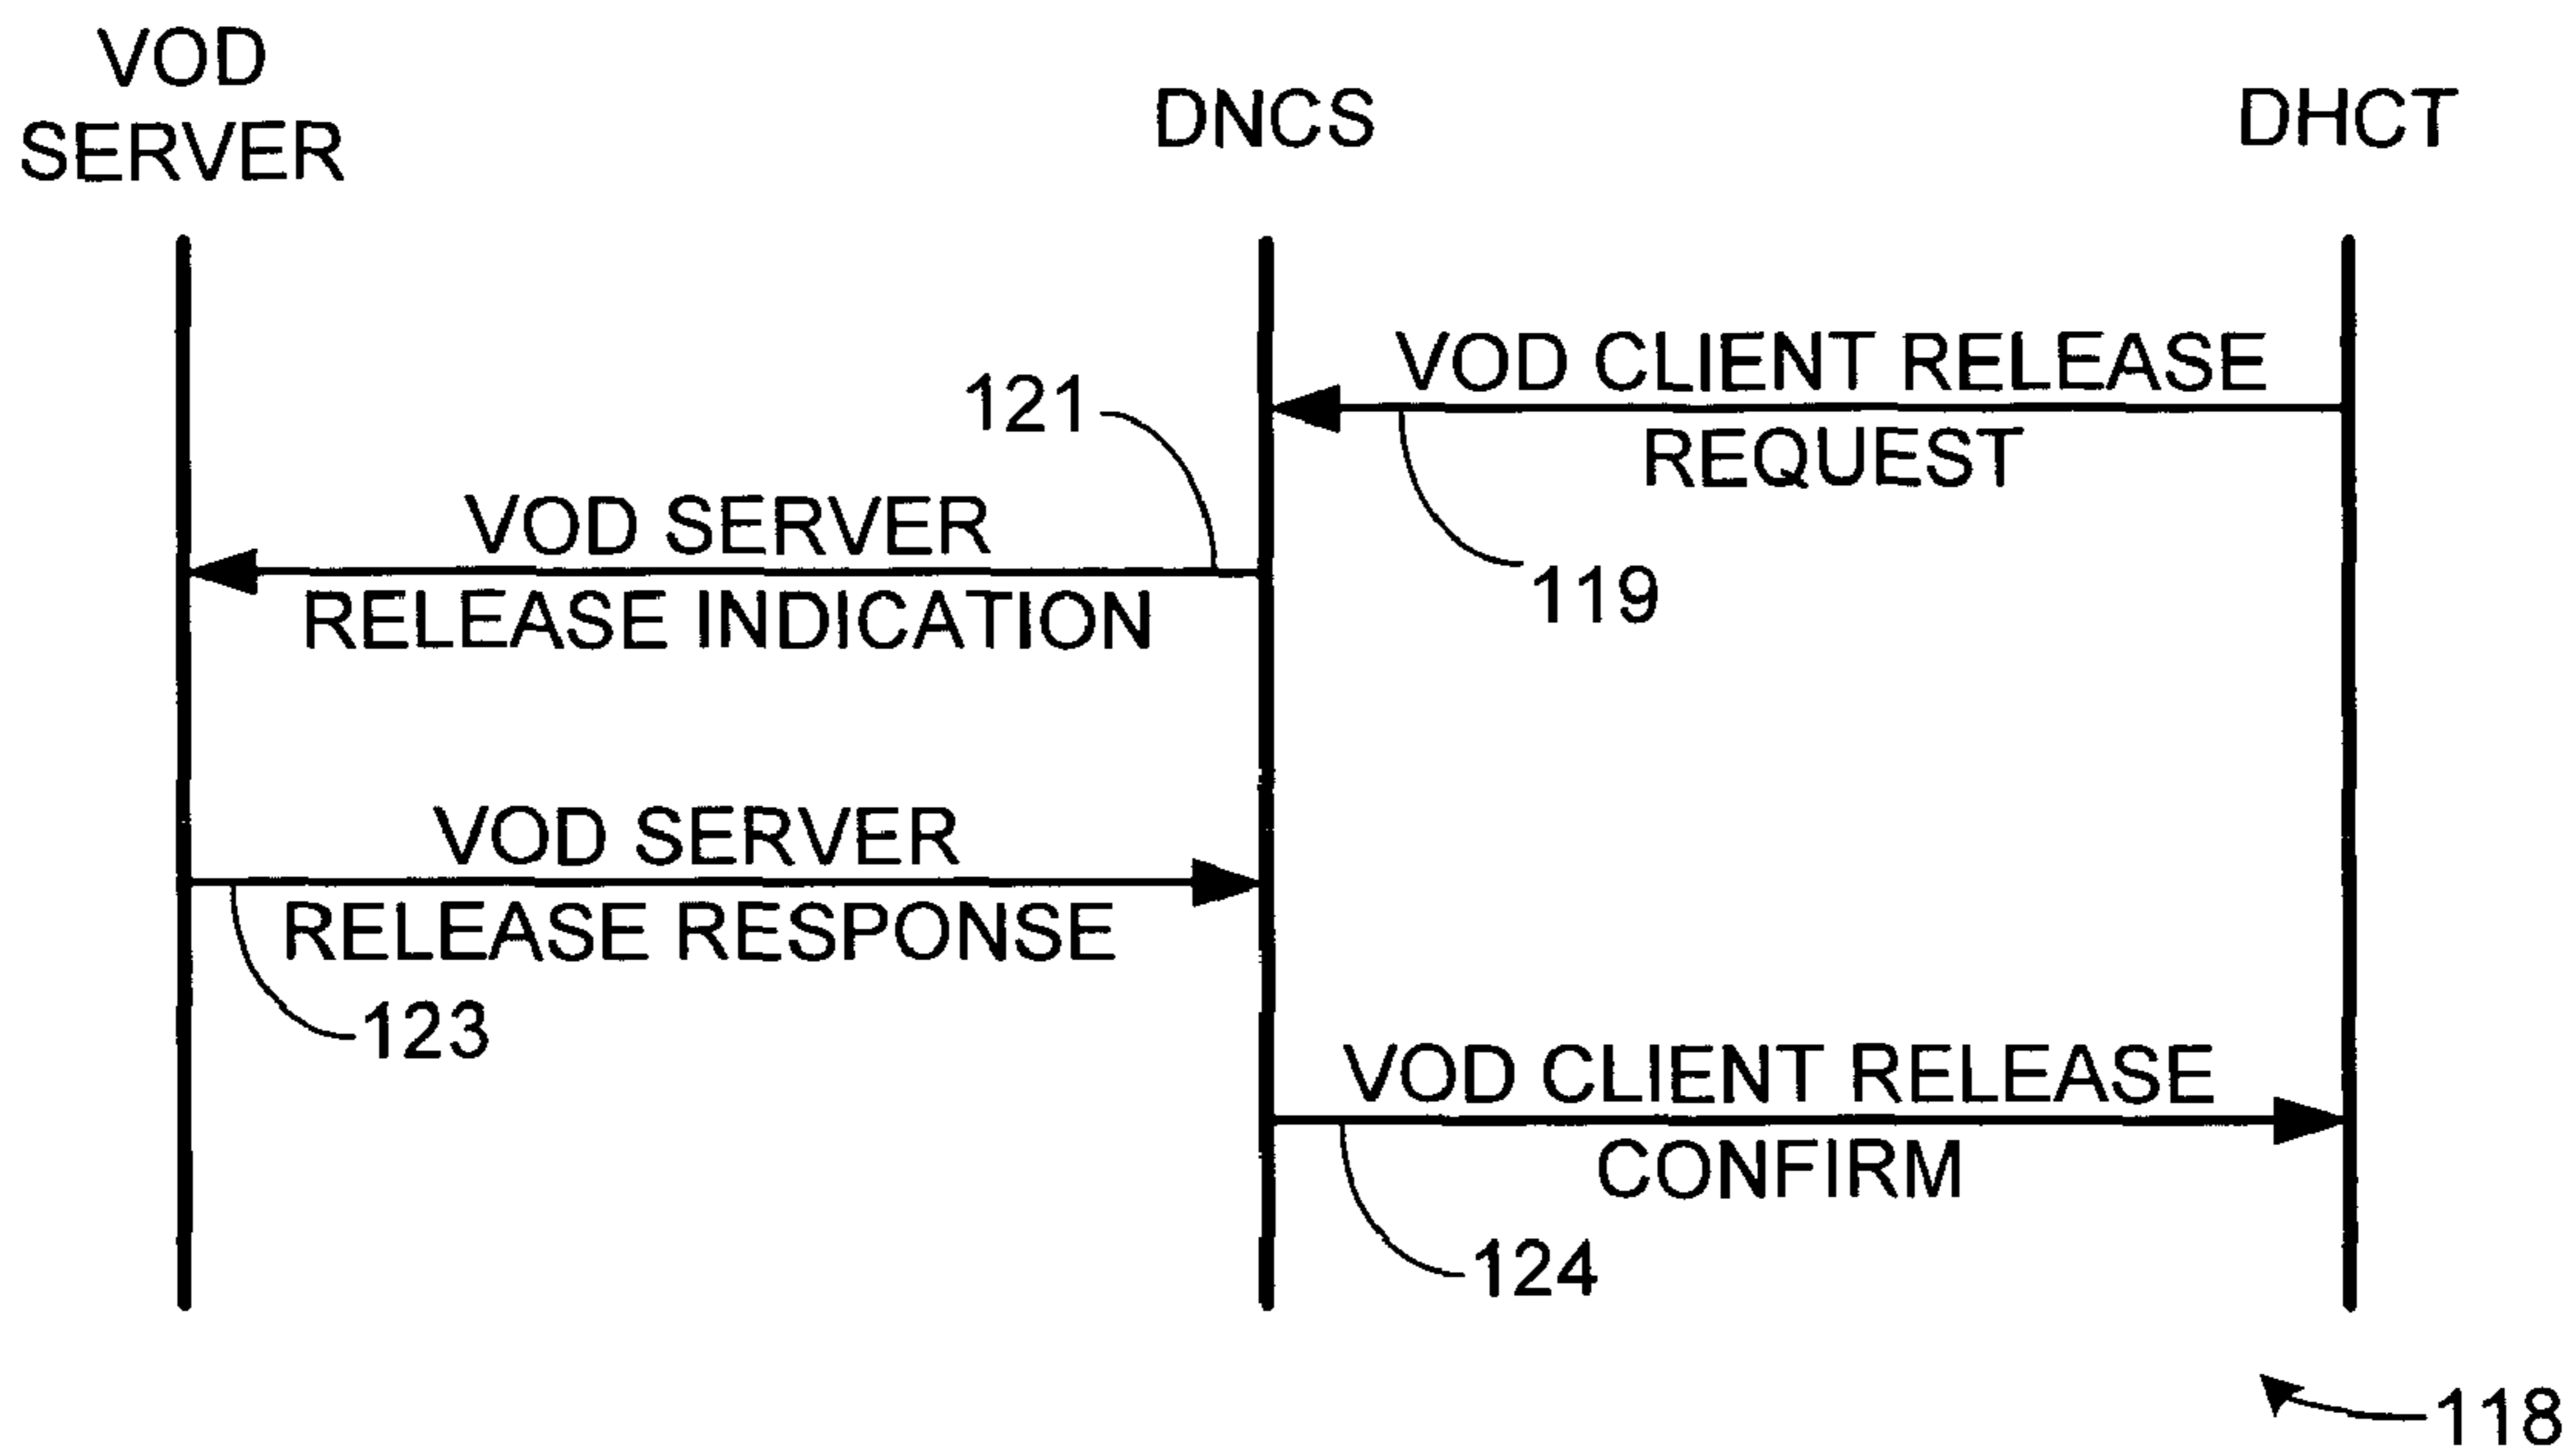 VOD
SERVER
DNCS
DHCT
VOD CLIENT RELEASE
REQUEST
119
121
VOD SERVER
RELEASE INDICATION
VOD SERVER
RELEASE RESPONSE
123
VOD CLIENT RELEASE
CONFIRM
124
118